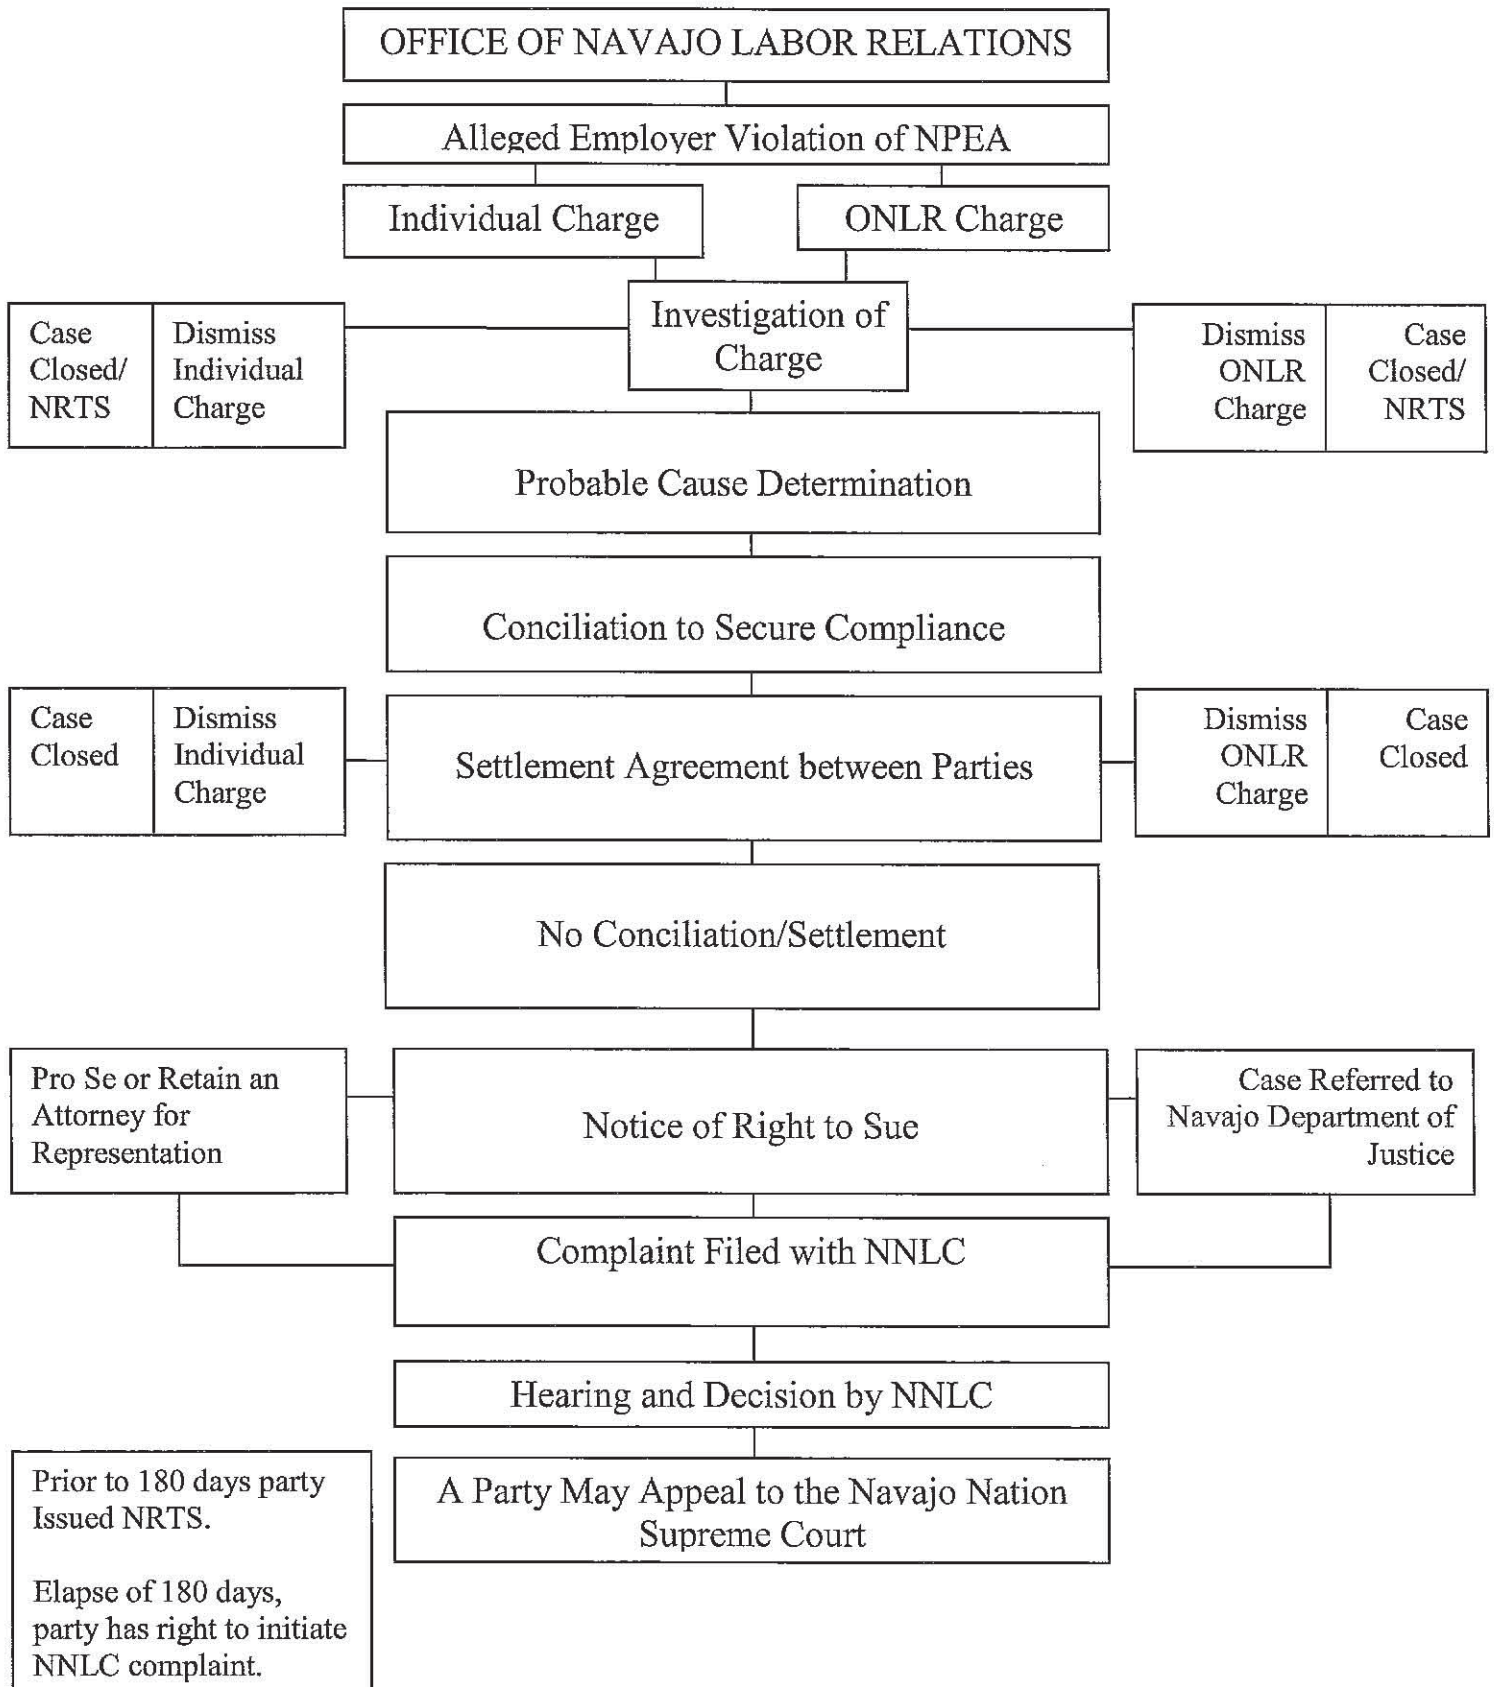 OFFICE OF NAVAJO LABOR RELATIONS
Alleged Employer Violation of NPEA
Individual Charge
ONLR Charge
Investigation of
Charge
Case
Closed/
NRTS
Dismiss
Individual
Charge
Dismiss
ONLR
Charge
Case
Closed/
NRTS
Probable Cause Determination
Conciliation to Secure Compliance
Case
Closed
Dismiss
Individual
Charge
Settlement Agreement between Parties
Dismiss
ONLR
Charge
Case
Closed
No Conciliation/Settlement
Pro Se or Retain an
Attorney for
Representation
Notice of Right to Sue
Case Referred to
Navajo Department of
Justice
Complaint Filed with NNLC
Hearing and Decision by NNLC
A Party May Appeal to the Navajo Nation
Supreme Court
Prior to 180 days party
Issued NRTS.
Elapse of 180 days,
party has right to initiate
NNLC complaint.